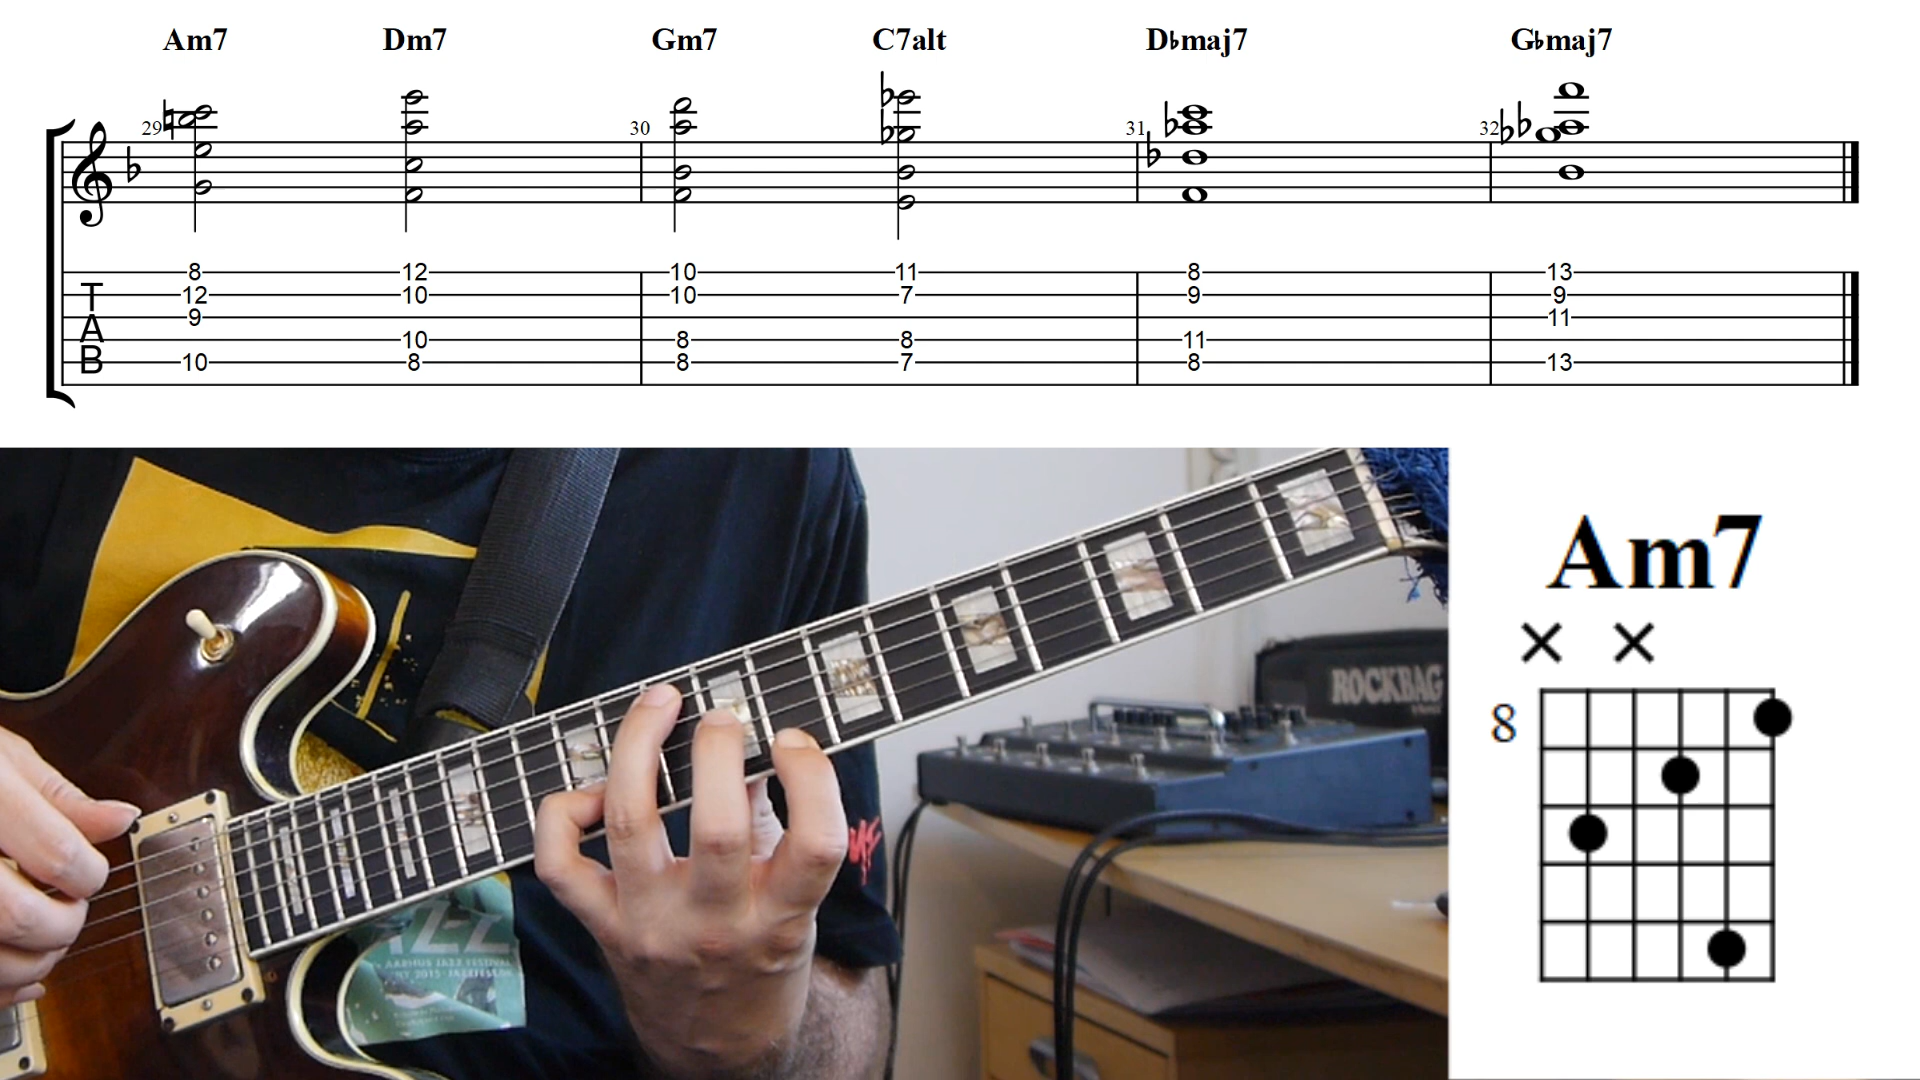 Am7 Dm7 Gm7 C7alt D♭maj7 G♭maj7
29 30 31 32
8 12 10 11 8 13
T 12 10 10 7 9 9
9 11
A 10 8 8 11
B 10 8 8 7 8 13
Am7
× ×
8
ROCKBAG
AZZ